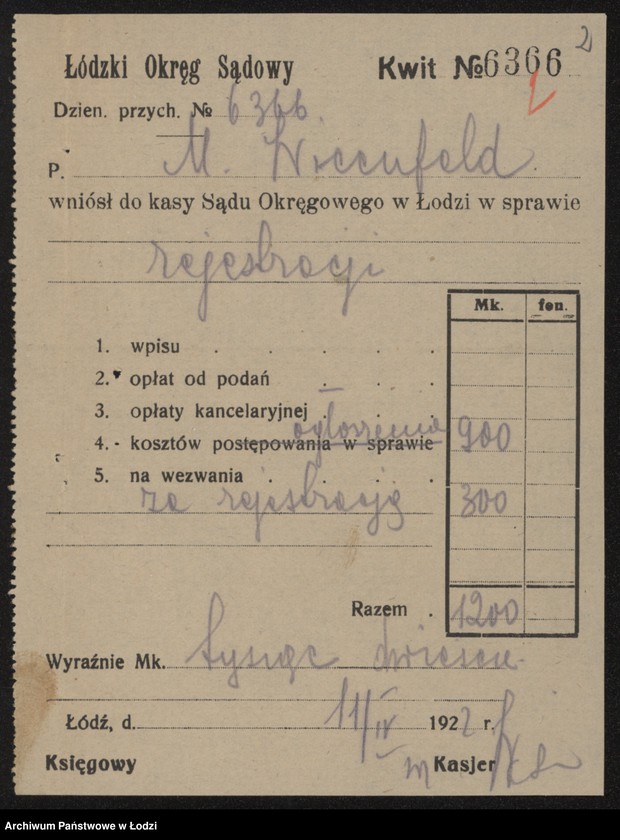 2
Łódzki Okręg Sądowy Kwit № 6366
Dzien. przych. № 6366.
P. M.
wniósł do kasy Sądu Okręgowego w Łodzi w sprawie
rejestracji
Mk. fen.
1. wpisu . . . .
2. opłat od podań . . .
3. opłaty kancelaryjnej . . .
ogłoszenia
4. kosztów postępowania w sprawie 900
5. na wezwania . . . .
za rejestrację 300
Razem . 1200
Wyraźnie Mk. tysiąc dwieście
Łódź, d. 11/IV 1922 r.
Księgowy Kasjer
Archiwum Państwowe w Łodzi